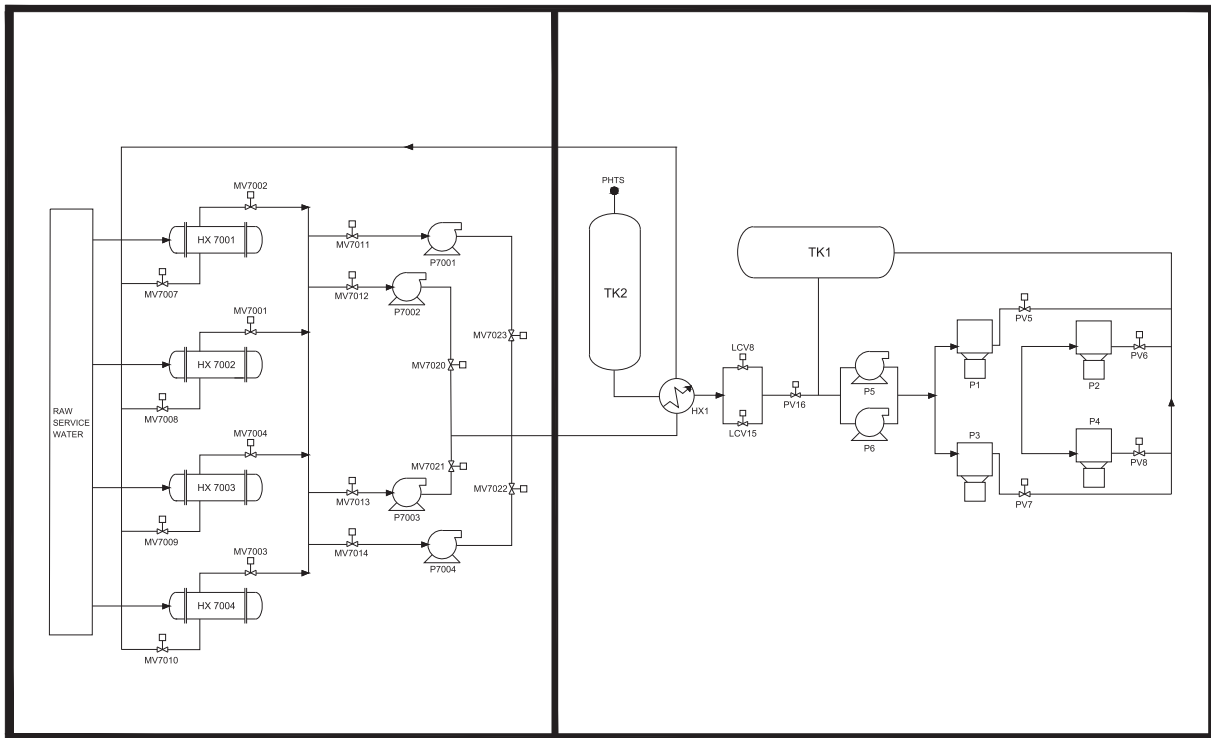 MV7002
HX 7001
MV7007
MV7001
HX 7002
MV7008
RAW
SERVICE
WATER
MV7004
HX 7003
MV7009
MV7003
HX 7004
MV7010
MV7011
P7001
MV7012
P7002
MV7023
MV7020
MV7021
MV7022
MV7013
P7003
MV7014
P7004
PHTS
TK2
HX1
TK1
LCV8
LCV15
PV16
P5
P6
P1
PV5
P2
PV6
P3
PV7
P4
PV8